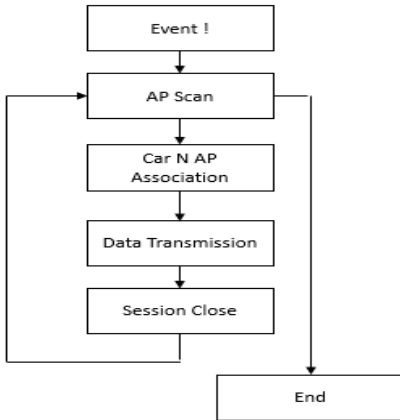 Event !
AP Scan
Car N AP
Association
Data Transmission
Session Close
End